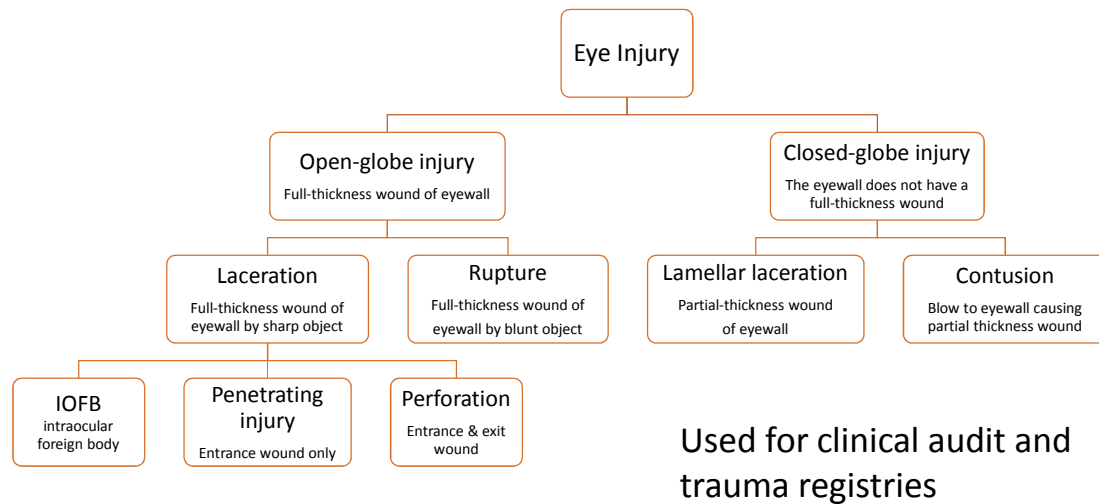 Eye Injury
Open-globe injury
Full-thickness wound of eyewall
Closed-globe injury
The eyewall does not have a
full-thickness wound
Laceration
Full-thickness wound of
eyewall by sharp object
Rupture
Full-thickness wound of
eyewall by blunt object
Lamellar laceration
Partial-thickness wound
of eyewall
Contusion
Blow to eyewall causing
partial thickness wound
IOFB
intraocular
foreign body
Penetrating
injury
Entrance wound only
Perforation
Entrance & exit
wound
Used for clinical audit and
trauma registries